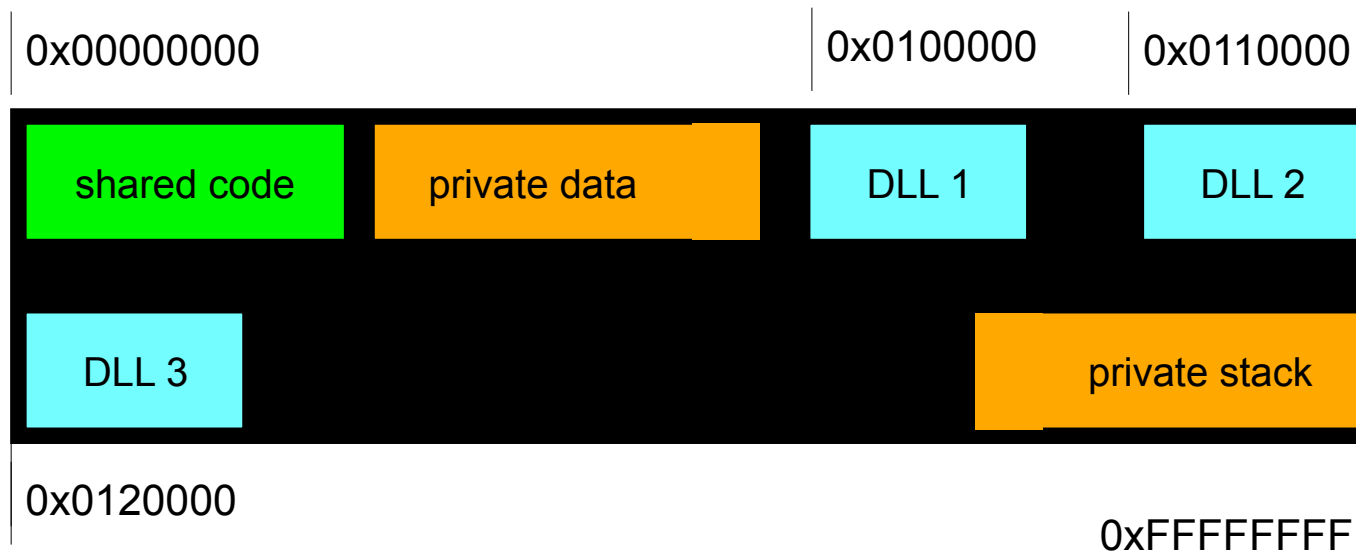 0x00000000 0x0100000 0x0110000
shared code private data DLL 1 DLL 2
DLL 3 private stack
0x0120000
0xFFFFFFFF